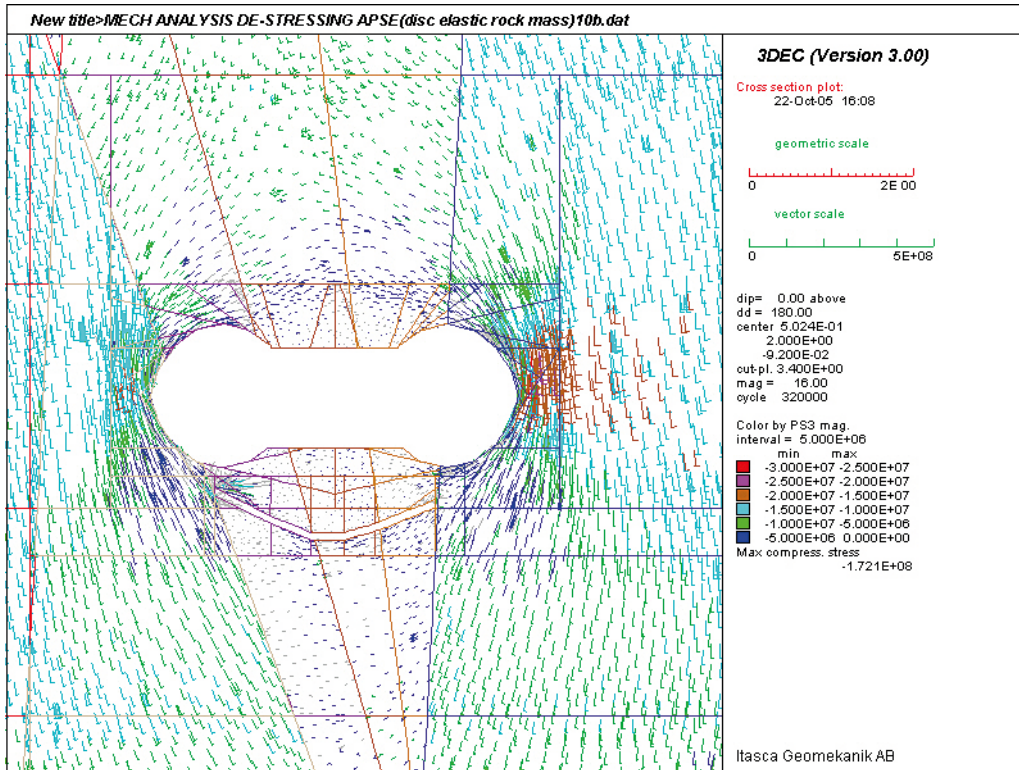 New title>MECH ANALYSIS DE-STRESSING APSE(disc elastic rock mass)10b.dat
3DEC (Version 3.00)
Cross section plot:
22-Oct-05 16:08
geometric scale
0 2E 00
vector scale
0 5E+08
dip= 0.00 above
dd = 180.00
center 5.024E-01
2.000E+00
-9.200E-02
cut-pl. 3.400E+00
mag = 16.00
cycle 320000
Color by PS3 mag.
interval = 5.000E+06
min max
-3.000E+07 -2.500E+07
-2.500E+07 -2.000E+07
-2.000E+07 -1.500E+07
-1.500E+07 -1.000E+07
-1.000E+07 -5.000E+06
-5.000E+06 0.000E+00
Max compress. stress
-1.721E+08
Itasca Geomekanik AB